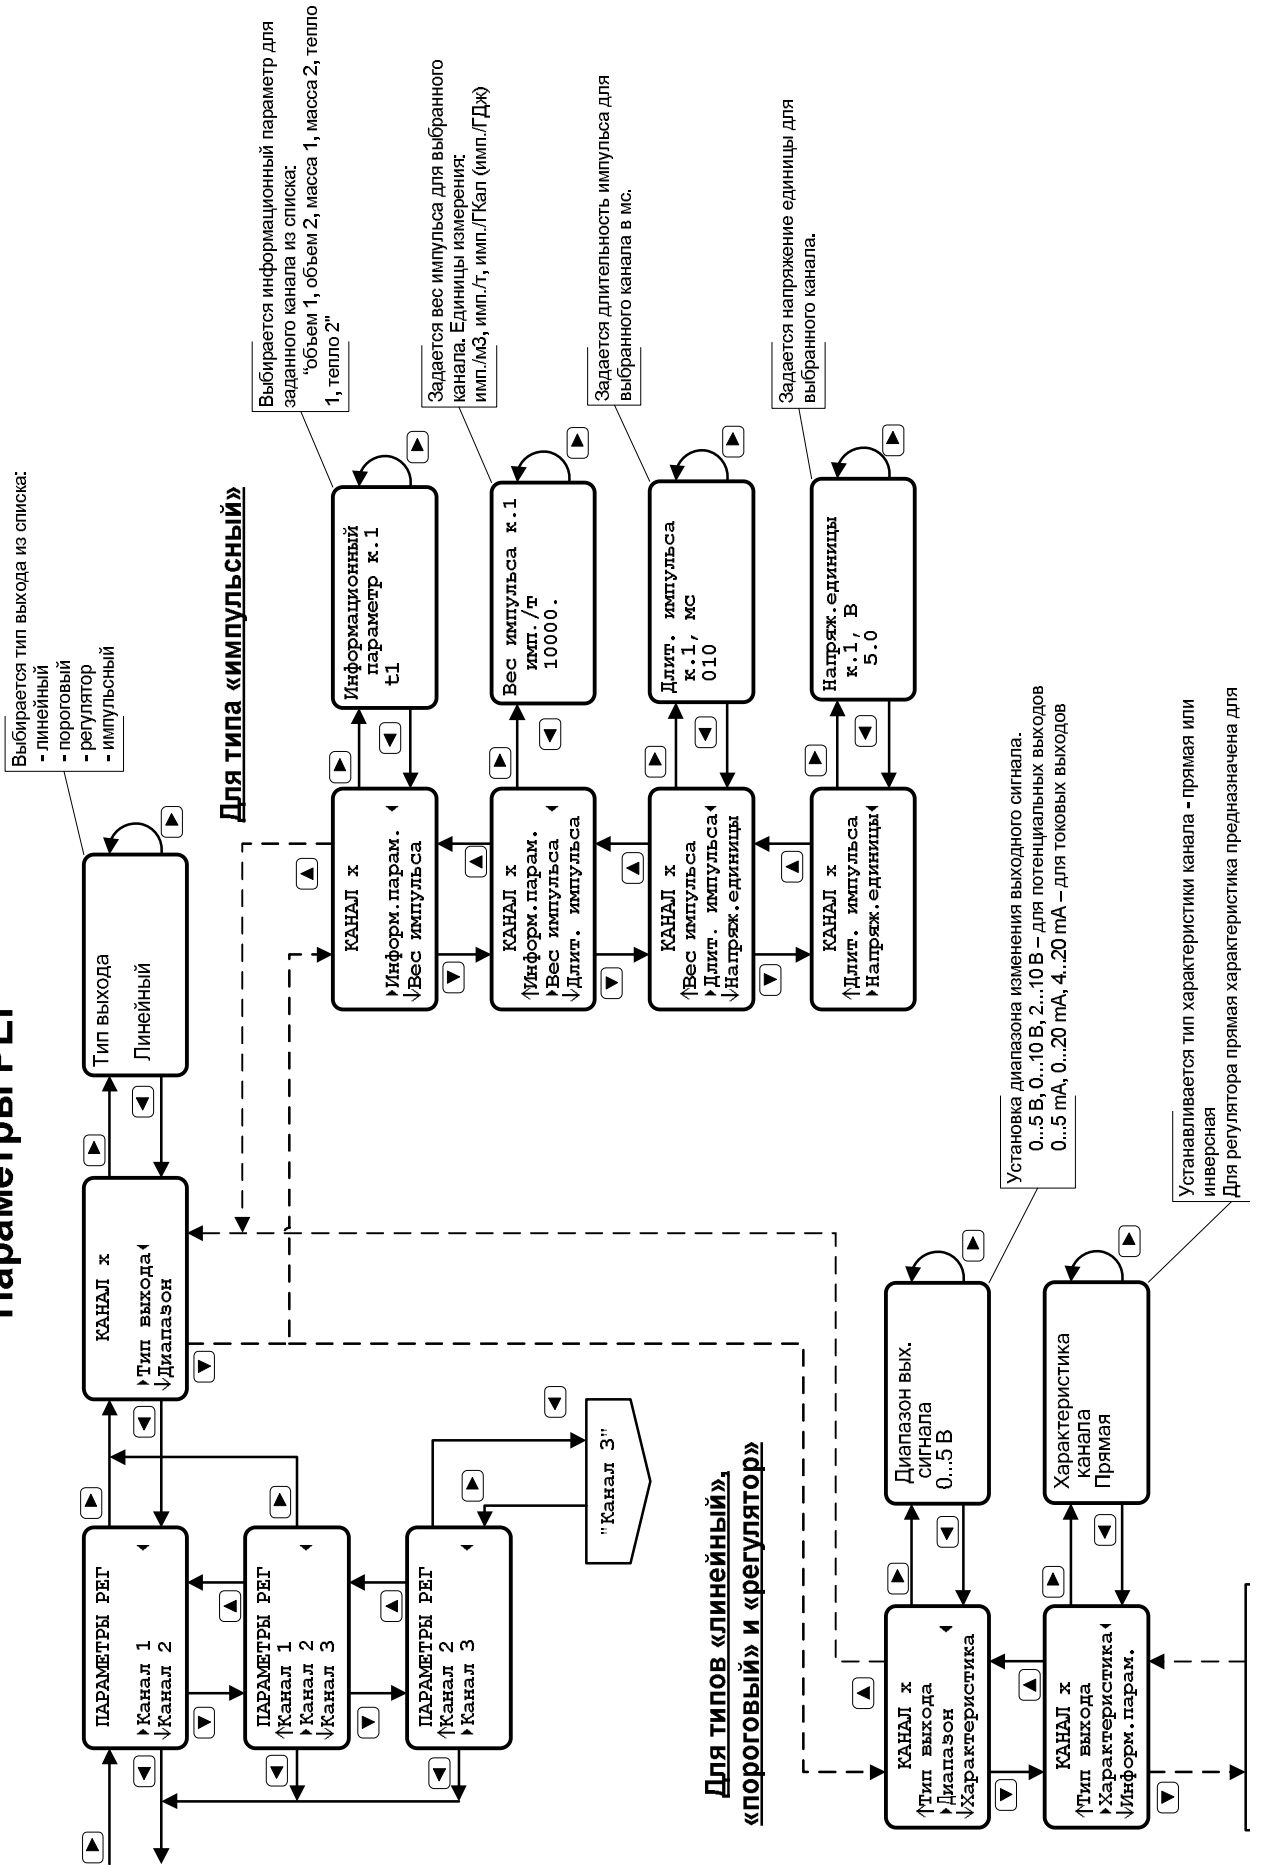 Параметры РЕГ
ПАРАМЕТРЫ РЕГ
▸Канал 1
↓Канал 2
ПАРАМЕТРЫ РЕГ
↑Канал 1
▸Канал 2
↓Канал 3
ПАРАМЕТРЫ РЕГ
↑Канал 2
▸Канал 3
"Канал 3"
КАНАЛ х
▸Тип выхода
↓Диапазон
Тип выхода
Линейный
Выбирается тип выхода из списка:
- линейный
- пороговый
- регулятор
- импульсный
Для типа «импульсный»
КАНАЛ х
▸Информ.парам.
↓Вес импульса
Информационный
параметр к.1
t1
Выбирается информационный параметр для
заданного канала из списка:
"объем 1, объем 2, масса 1, масса 2, тепло
1, тепло 2"
КАНАЛ х
↑Информ.парам.
▸Вес импульса
↓Длит. импульса
Вес импульса к.1
имп./т
10000.
Задается вес импульса для выбранного
канала. Единицы измерения:
имп./м3, имп./т, имп./ГКал (имп./ГДж)
КАНАЛ х
↑Вес импульса
▸Длит. импульса
↓Напряж.единицы
Длит. импульса
к.1, мс
010
Задается длительность импульса для
выбранного канала в мс.
КАНАЛ х
↑Длит. импульса
▸Напряж.единицы
Напряж.единицы
к.1, В
5.0
Задается напряжение единицы для
выбранного канала.
Для типов «линейный»,
«пороговый» и «регулятор»
КАНАЛ х
↑Тип выхода
▸Диапазон
↓Характеристика
Диапазон вых.
сигнала
0...5 В
Установка диапазона изменения выходного сигнала.
0...5 В, 0...10 В, 2...10 В – для потенциальных выходов
0...5 mA, 0...20 mA, 4...20 mA – для токовых выходов
КАНАЛ х
↑Тип выхода
▸Характеристика
↓Информ.парам.
Характеристика
канала
Прямая
Устанавливается тип характеристики канала - прямая или
инверсная
Для регулятора прямая характеристика предназначена для